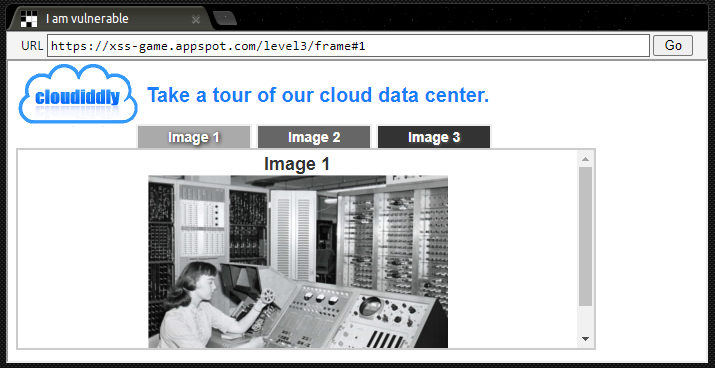 I am vulnerable
URL https://xss-game.appspot.com/level3/frame#1 Go
cloudiddly
Take a tour of our cloud data center.
Image 1 Image 2 Image 3
Image 1